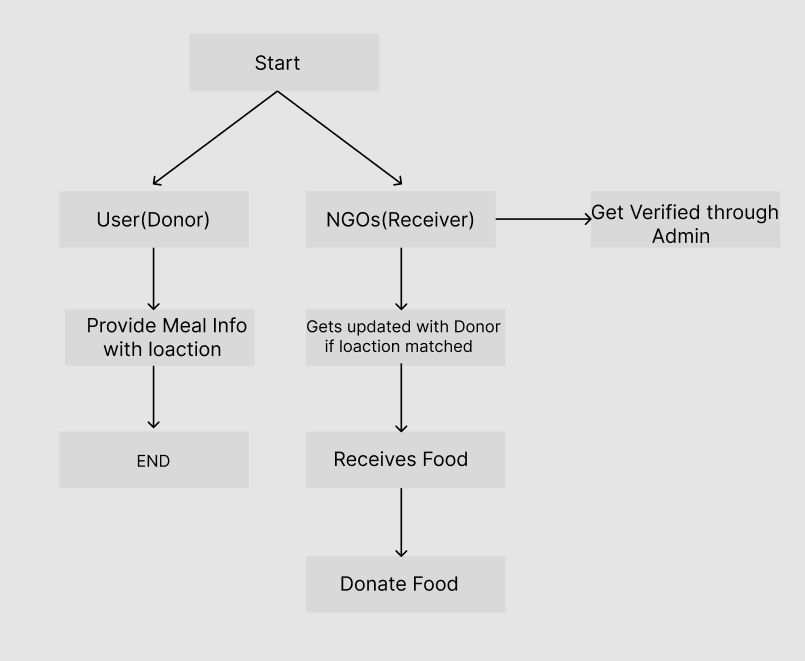 Start
User(Donor)
NGOs(Receiver)
Get Verified through
Admin
Provide Meal Info
with loaction
Gets updated with Donor
if loaction matched
END
Receives Food
Donate Food